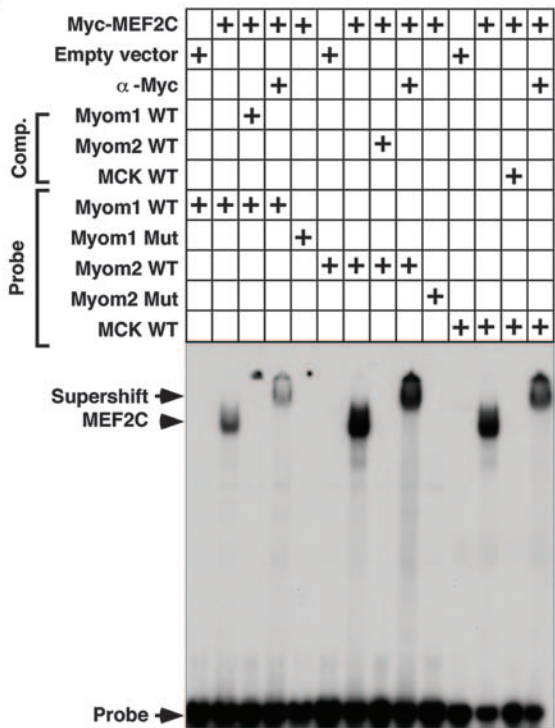 Myc-MEF2C + + + + + + + + + + +
Empty vector + + +
α-Myc + + +
Comp.
Myom1 WT +
Myom2 WT +
MCK WT +
Probe
Myom1 WT + + + +
Myom1 Mut +
Myom2 WT + + + +
Myom2 Mut +
MCK WT + + + +
Supershift
MEF2C
Probe